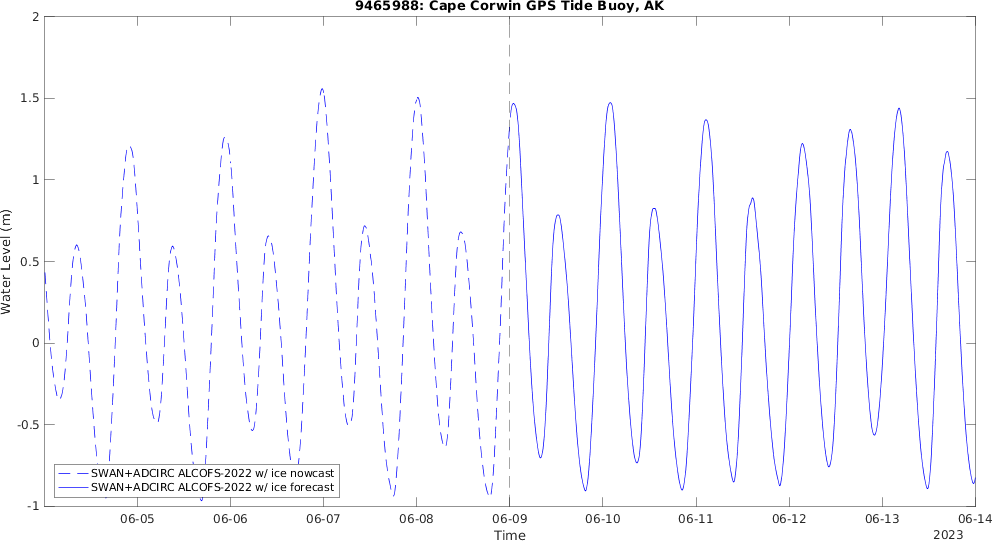 9465988: Cape Corwin GPS Tide Buoy, AK
2
1.5
1
0.5
0
-0.5
-1
Water Level (m)
SWAN+ADCIRC ALCOFS-2022 w/ ice nowcast
SWAN+ADCIRC ALCOFS-2022 w/ ice forecast
06-05 06-06 06-07 06-08 06-09 06-10 06-11 06-12 06-13 06-14
Time
2023